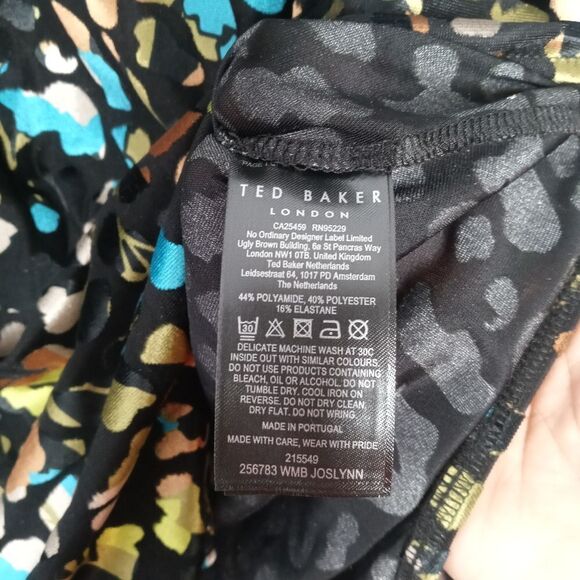 TED BAKER
LONDON
CA25459 RN95229
No Ordinary Designer Label Limited
Ugly Brown Building, 6a St Pancras Way
London NW1 0TB. United Kingdom
Ted Baker Netherlands
Leidsestraat 64, 1017 PD Amsterdam
The Netherlands
44% POLYAMIDE, 40% POLYESTER
16% ELASTANE
30
DELICATE MACHINE WASH AT 30C
INSIDE OUT WITH SIMILAR COLOURS.
DO NOT USE PRODUCTS CONTAINING
BLEACH, OIL OR ALCOHOL. DO NOT
TUMBLE DRY. COOL IRON ON
REVERSE. DO NOT DRY CLEAN.
DRY FLAT. DO NOT WRING
MADE IN PORTUGAL
MADE WITH CARE, WEAR WITH PRIDE
215549
256783 WMB JOSLYNN